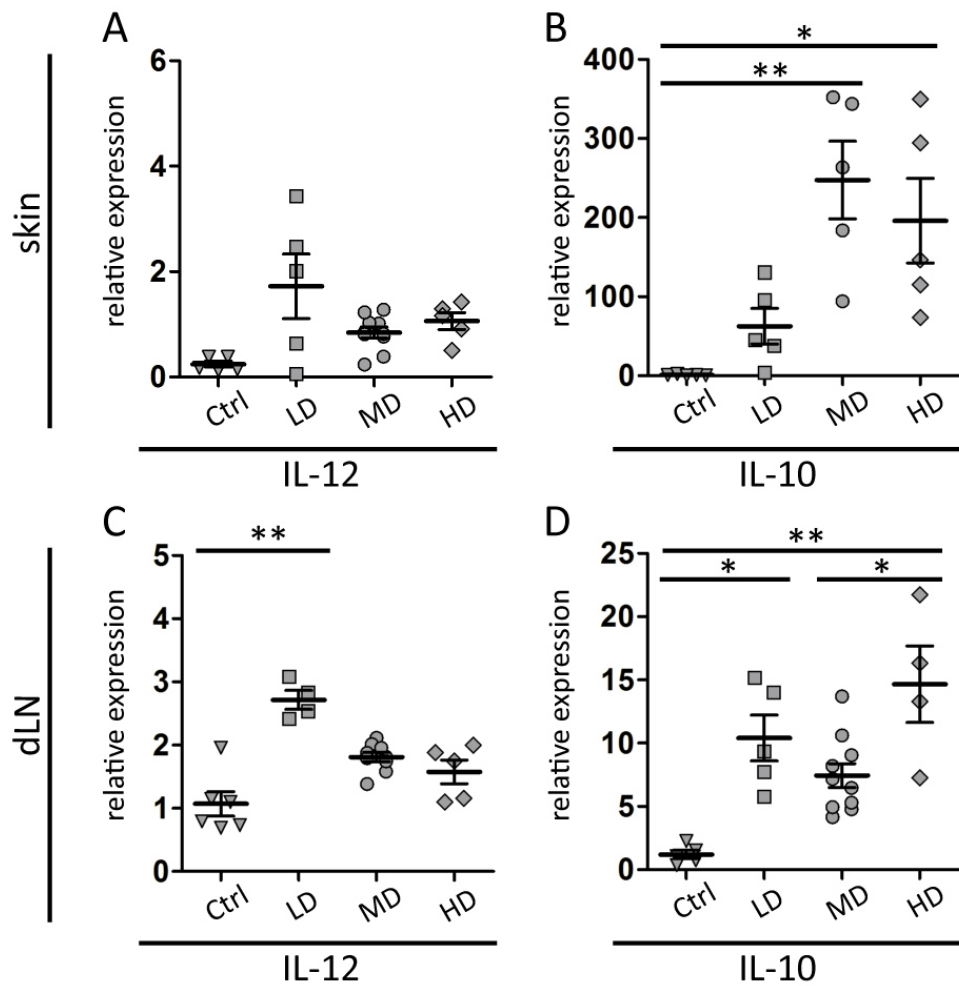 A
B
skin
relative expression
6
4
2
0
Ctrl
LD
MD
HD
IL-12
relative expression
*
**
400
300
200
100
0
Ctrl
LD
MD
HD
IL-10
C
D
dLN
relative expression
**
5
4
3
2
1
0
Ctrl
LD
MD
HD
IL-12
relative expression
**
*
*
25
20
15
10
5
0
Ctrl
LD
MD
HD
IL-10